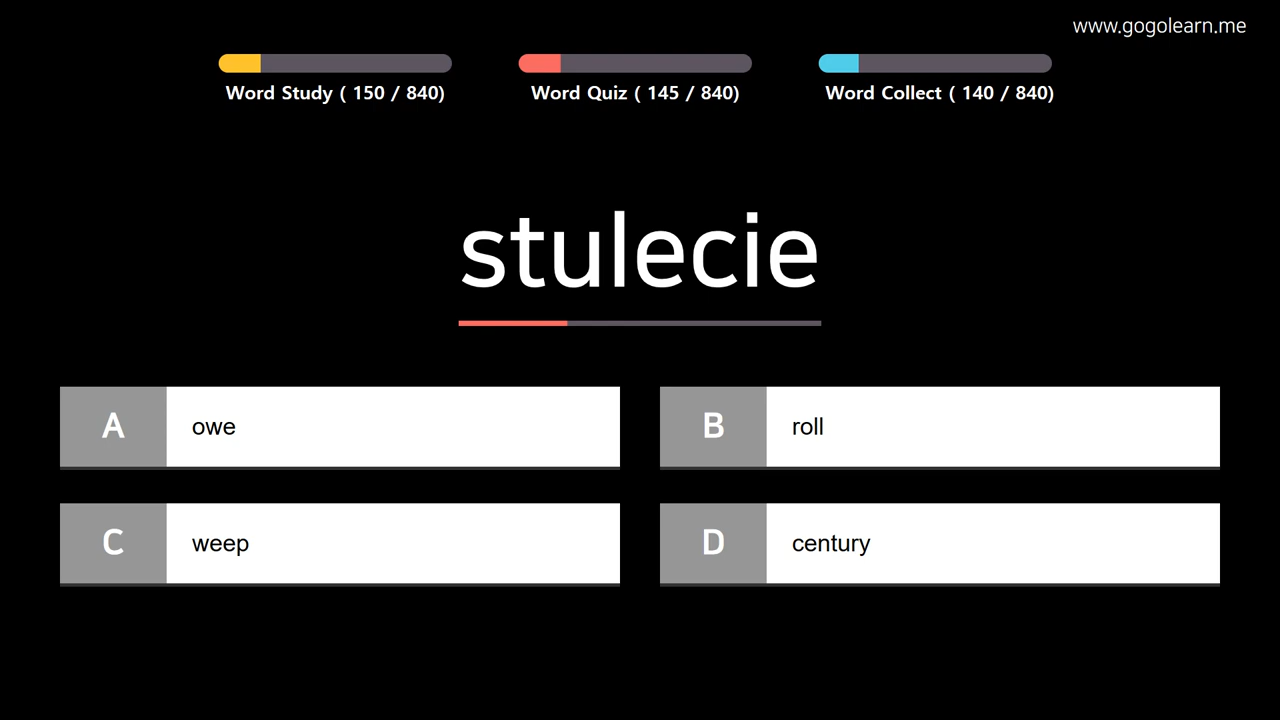 www.gogolearn.me
Word Study ( 150 / 840)
Word Quiz ( 145 / 840)
Word Collect ( 140 / 840)
stulecie
A owe
B roll
C weep
D century